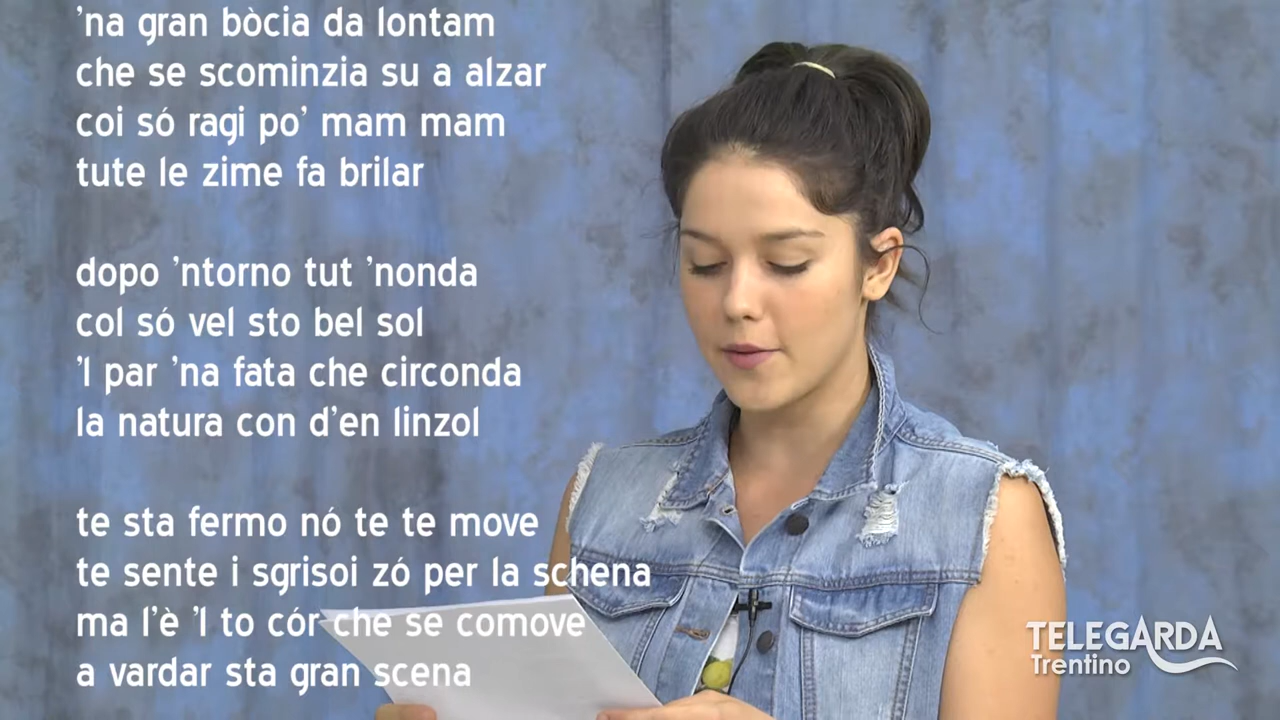 'na gran bòcia da lontam
che se scominzia su a alzar
coi só ragi po' mam mam
tute le zime fa brilar
dopo 'ntorno tut 'nonda
col só vel sto bel sol
'l par 'na fata che circonda
la natura con d'en linzol
te sta fermo nó te te move
te sente i sgrisoi zó per la schena
ma l'è 'l to cór che se comove
a vardar sta gran scena
TELEGARDA
Trentino